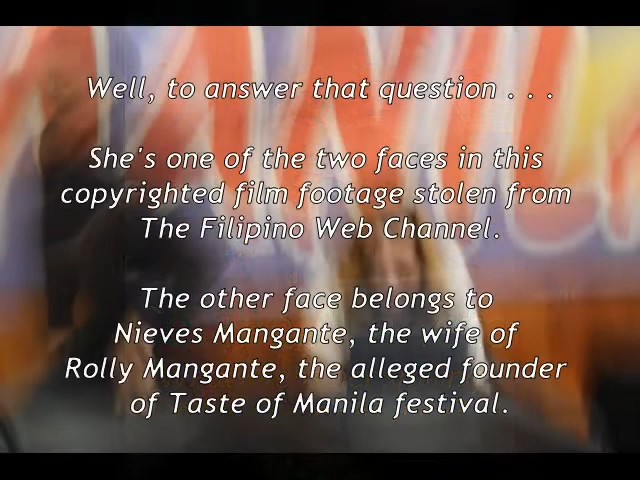 Well, to answer that question . . .
She's one of the two faces in this
copyrighted film footage stolen from
The Filipino Web Channel.
The other face belongs to
Nieves Mangante, the wife of
Rolly Mangante, the alleged founder
of Taste of Manila festival.